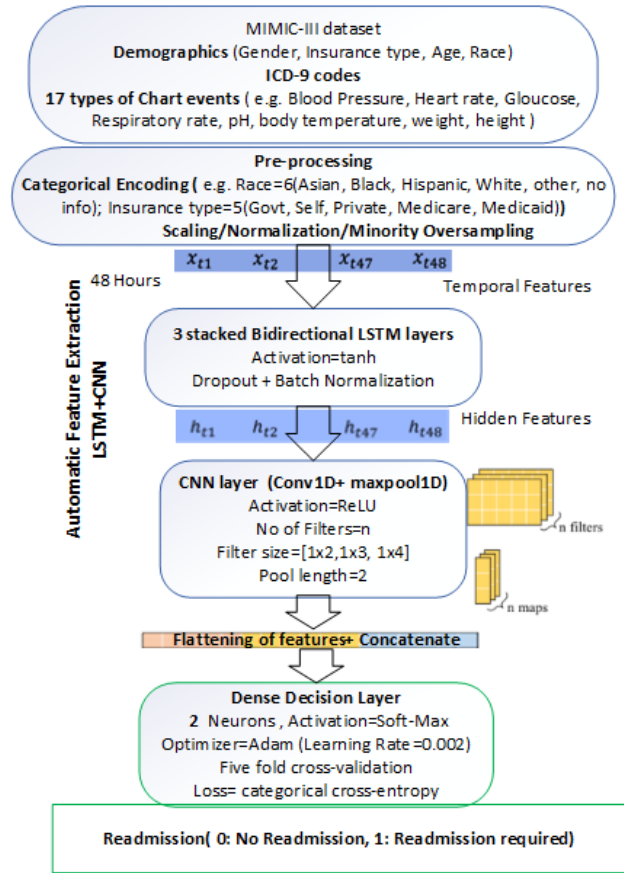 MIMIC-III dataset
Demographics (Gender, Insurance type, Age, Race)
ICD-9 codes
17 types of Chart events ( e.g. Blood Pressure, Heart rate, Gloucose,
Respiratory rate, pH, body temperature, weight, height )
Pre-processing
Categorical Encoding ( e.g. Race=6(Asian, Black, Hispanic, White, other, no
info); Insurance type=5(Govt, Self, Private, Medicare, Medicaid))
Scaling/Normalization/Minority Oversampling
x_t1 x_t2 x_t47 x_t48
48 Hours
Temporal Features
Automatic Feature Extraction
LSTM+CNN
3 stacked Bidirectional LSTM layers
Activation=tanh
Dropout + Batch Normalization
h_t1 h_t2 h_t47 h_t48
Hidden Features
CNN layer (Conv1D+ maxpool1D)
Activation=ReLU
No of Filters=n
Filter size=[1x2,1x3, 1x4]
Pool length=2
n filters
n maps
Flattening of features+ Concatenate
Dense Decision Layer
2 Neurons , Activation=Soft-Max
Optimizer=Adam (Learning Rate =0.002)
Five fold cross-validation
Loss= categorical cross-entropy
Readmission( 0: No Readmission, 1: Readmission required)